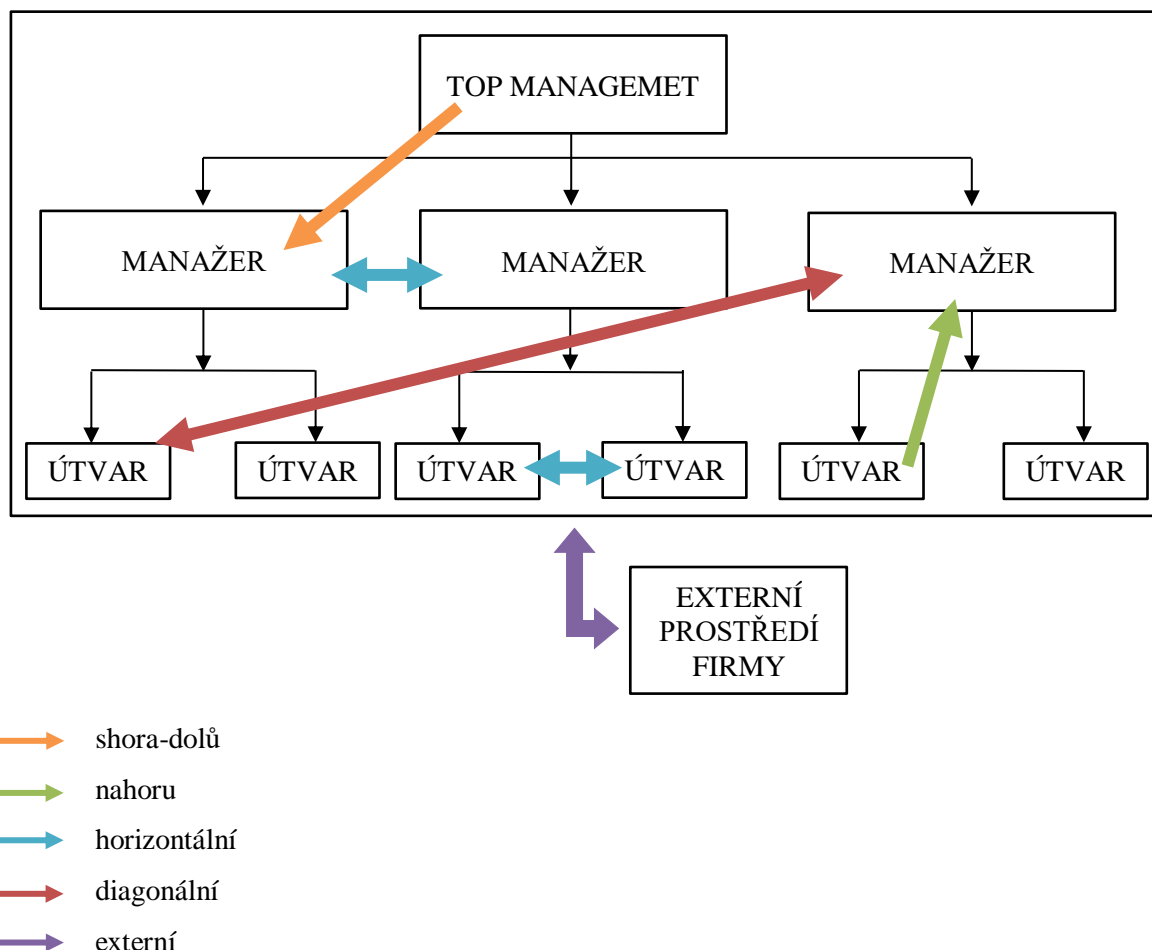 TOP MANAGEMET
MANAŽER
MANAŽER
MANAŽER
ÚTVAR
ÚTVAR
ÚTVAR
ÚTVAR
ÚTVAR
ÚTVAR
EXTERNÍ
PROSTŘEDÍ
FIRMY
shora-dolů
nahoru
horizontální
diagonální
externí